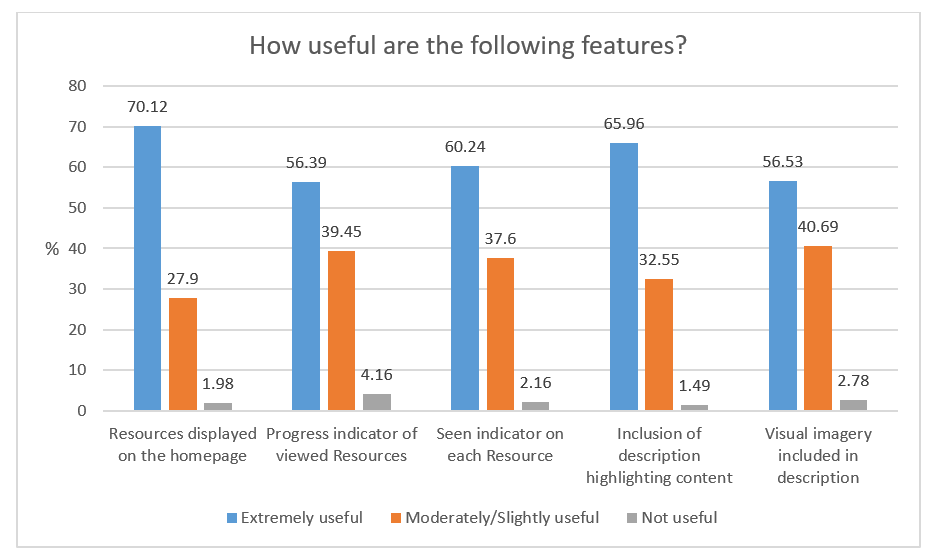 How useful are the following features?
80
70
60
50
40
30
20
10
0
%
70.12
27.9
1.98
56.39
39.45
4.16
60.24
37.6
2.16
65.96
32.55
1.49
56.53
40.69
2.78
Resources displayed
on the homepage
Progress indicator of
viewed Resources
Seen indicator on
each Resource
Inclusion of
description
highlighting content
Visual imagery
included in
description
Extremely useful
Moderately/Slightly useful
Not useful